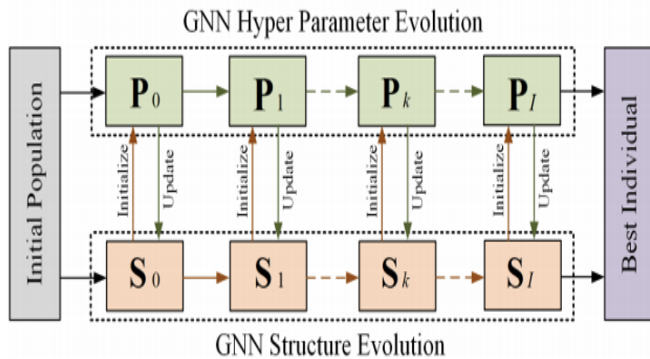 GNN Hyper Parameter Evolution
Initial Population
P0
P1
Pk
PI
Best Individual
Initialize
Update
Initialize
Update
Initialize
Update
Initialize
Update
S0
S1
Sk
SI
GNN Structure Evolution